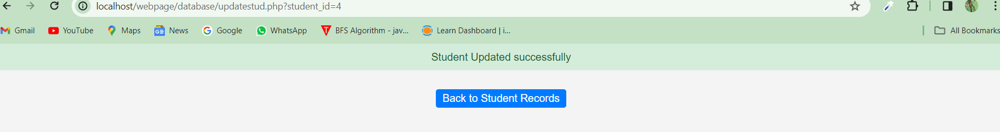 localhost/webpage/database/updatestud.php?student_id=4
Gmail YouTube Maps News Google WhatsApp BFS Algorithm - jav... Learn Dashboard | i... All Bookmarks
Student Updated successfully
Back to Student Records